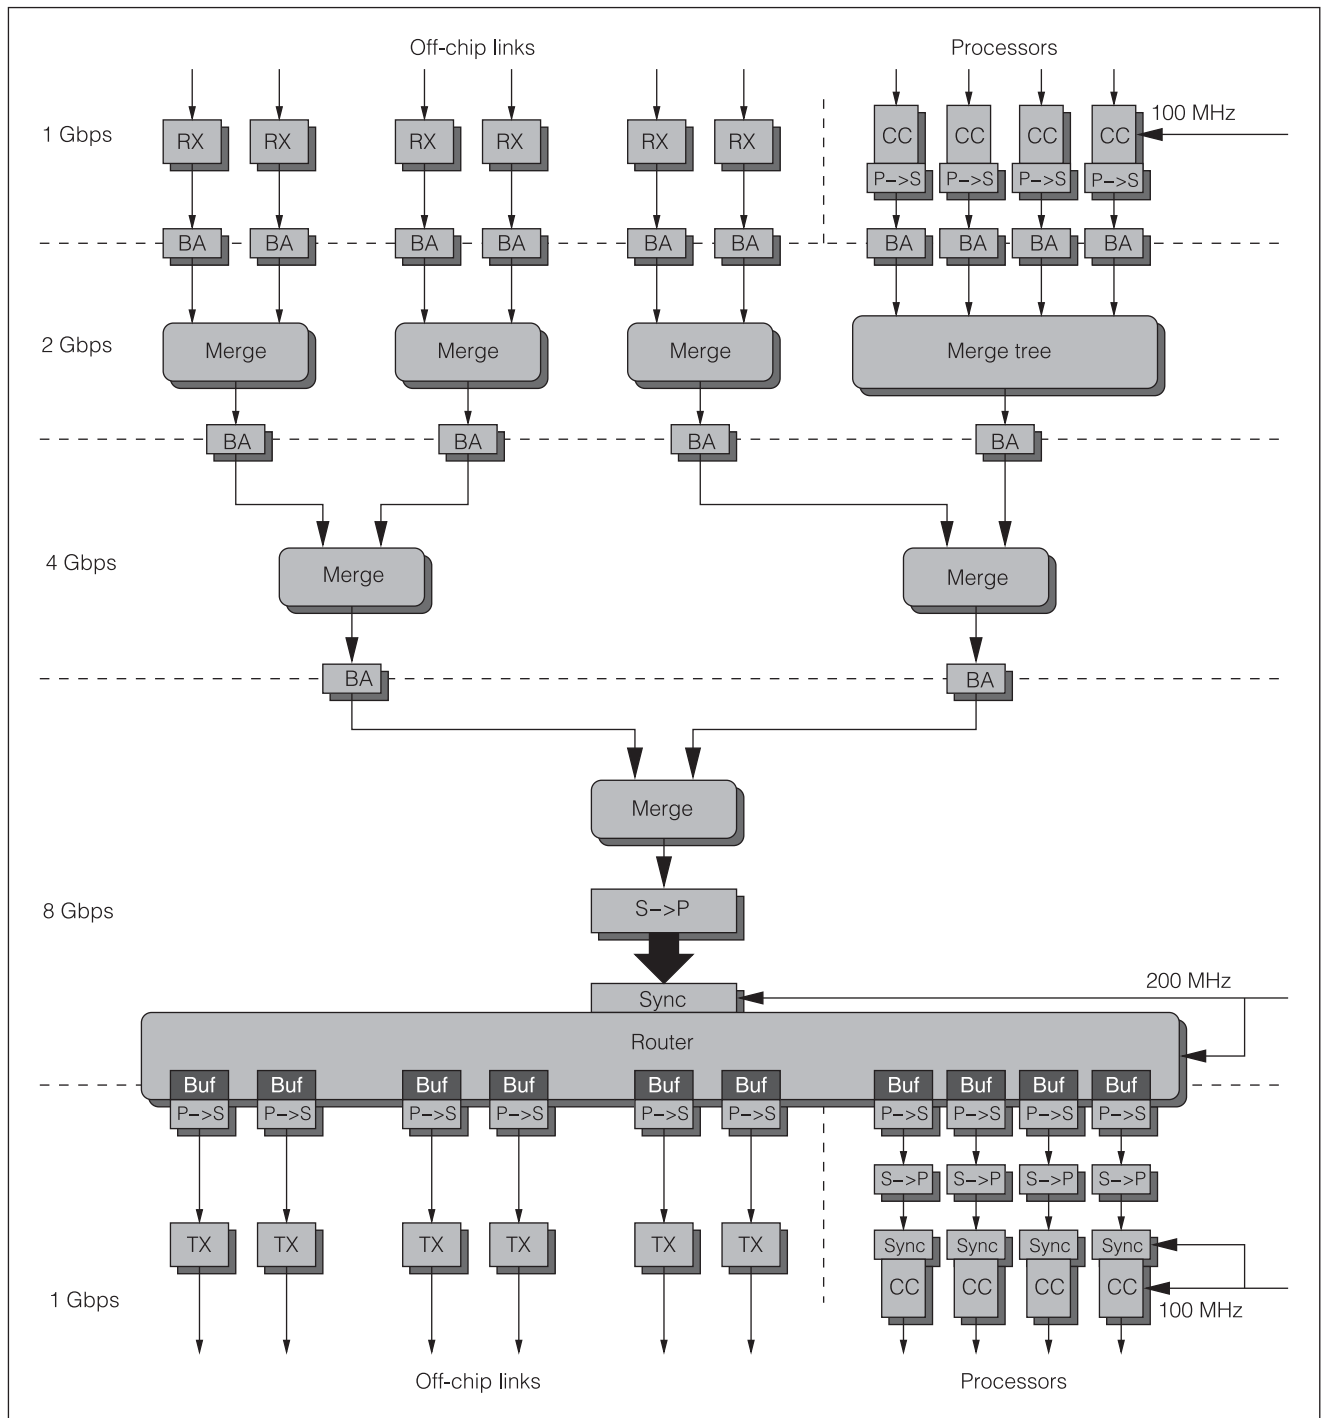 Off-chip links Processors
100 MHz
1 Gbps RX RX RX RX RX RX CC CC CC CC
P−>S P−>S P−>S P−>S
BA BA BA BA BA BA BA BA BA BA
2 Gbps Merge Merge Merge Merge tree
BA BA BA BA
4 Gbps Merge Merge
BA BA
Merge
8 Gbps S−>P
200 MHz
Sync
Router
Buf Buf Buf Buf Buf Buf Buf Buf Buf Buf
P−>S P−>S P−>S P−>S P−>S P−>S P−>S P−>S P−>S P−>S
S−>P S−>P S−>P S−>P
TX TX TX TX TX TX Sync Sync Sync Sync
1 Gbps CC CC CC CC
100 MHz
Off-chip links Processors